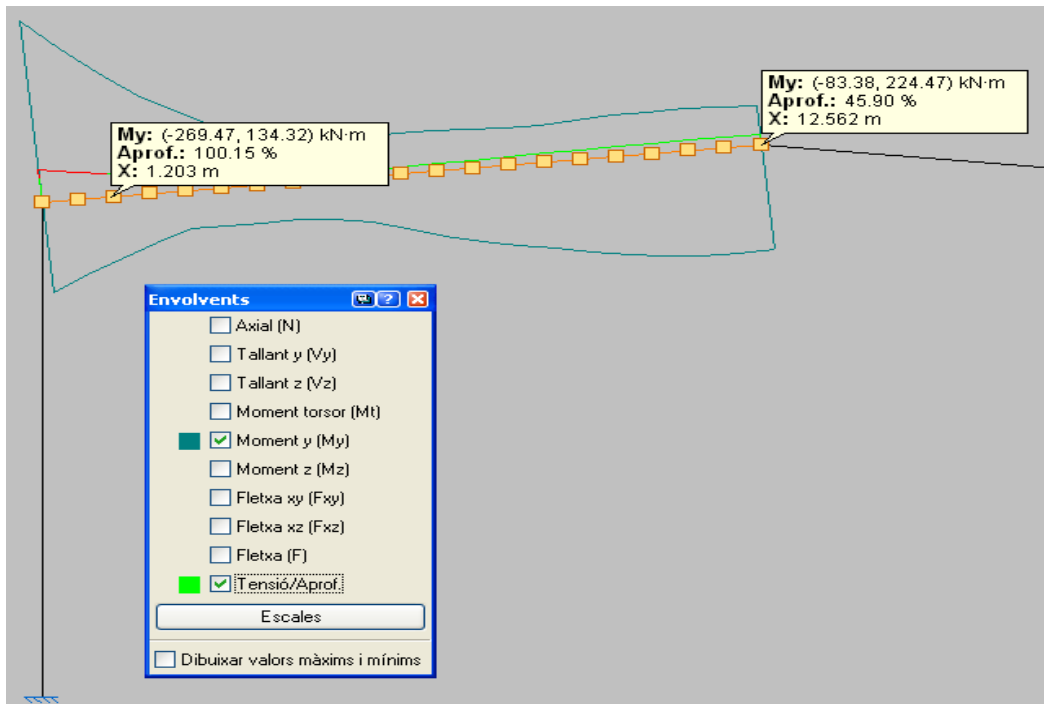 My: (-83.38, 224.47) kN·m
Aprof.: 45.90 %
X: 12.562 m
My: (-269.47, 134.32) kN·m
Aprof.: 100.15 %
X: 1.203 m
Envolvents
Axial (N)
Tallant y (Vy)
Tallant z (Vz)
Moment torsor (Mt)
Moment y (My)
Moment z (Mz)
Fletxa xy (Fxy)
Fletxa xz (Fxz)
Fletxa (F)
Tensió/Aprof.
Escales
Dibuixar valors màxims i mínims